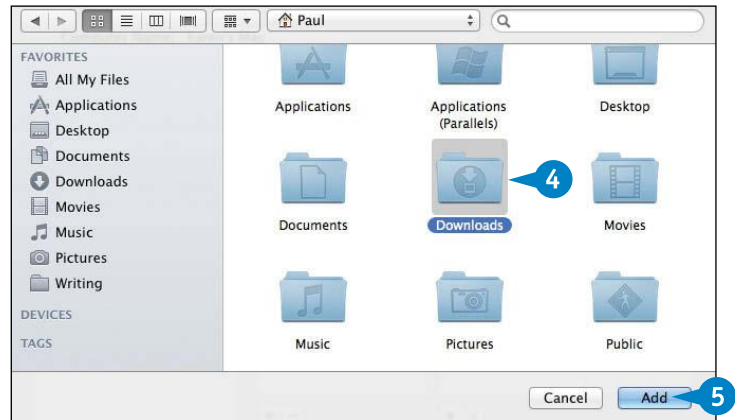 Paul
FAVORITES
All My Files
Applications
Desktop
Documents
Downloads
Movies
Music
Pictures
Writing
DEVICES
TAGS
Applications
Applications
(Parallels)
Desktop
Documents
Downloads
4
Movies
Music
Pictures
Public
Cancel
Add
5